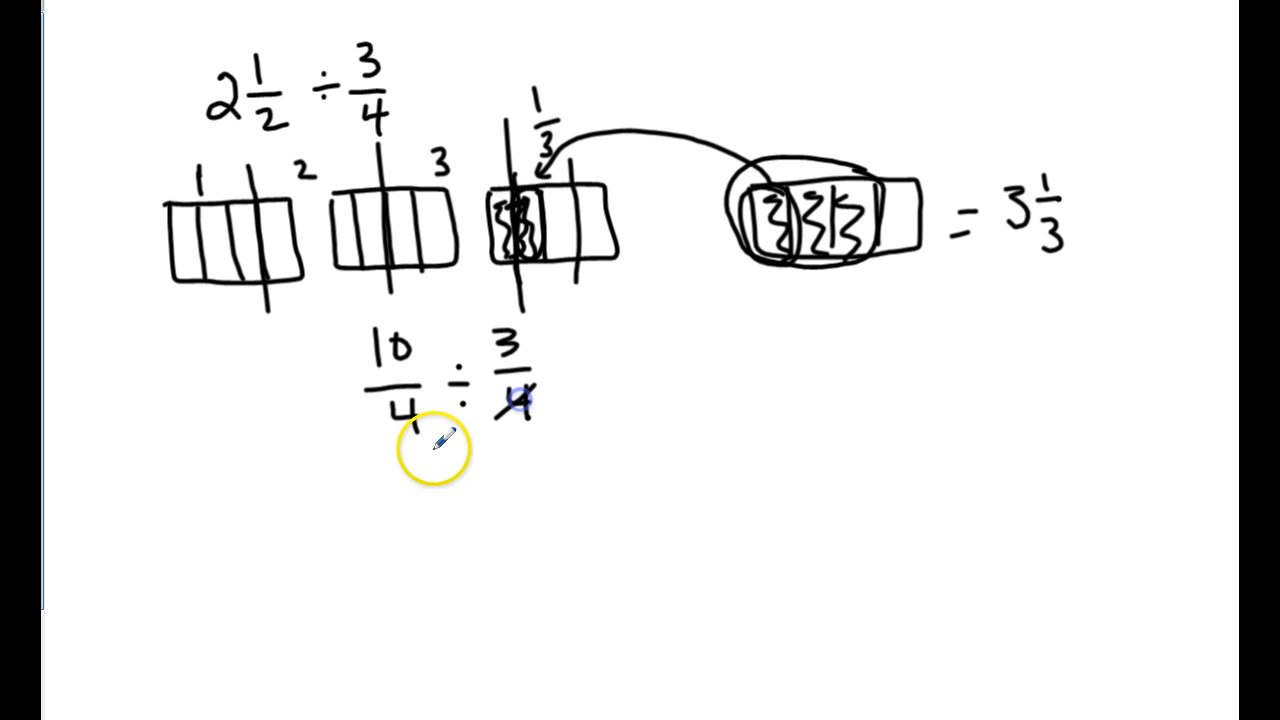 2 1/2 ÷ 3/4
1 2 3 1/3
= 3 1/3
10/4 ÷ 3/4